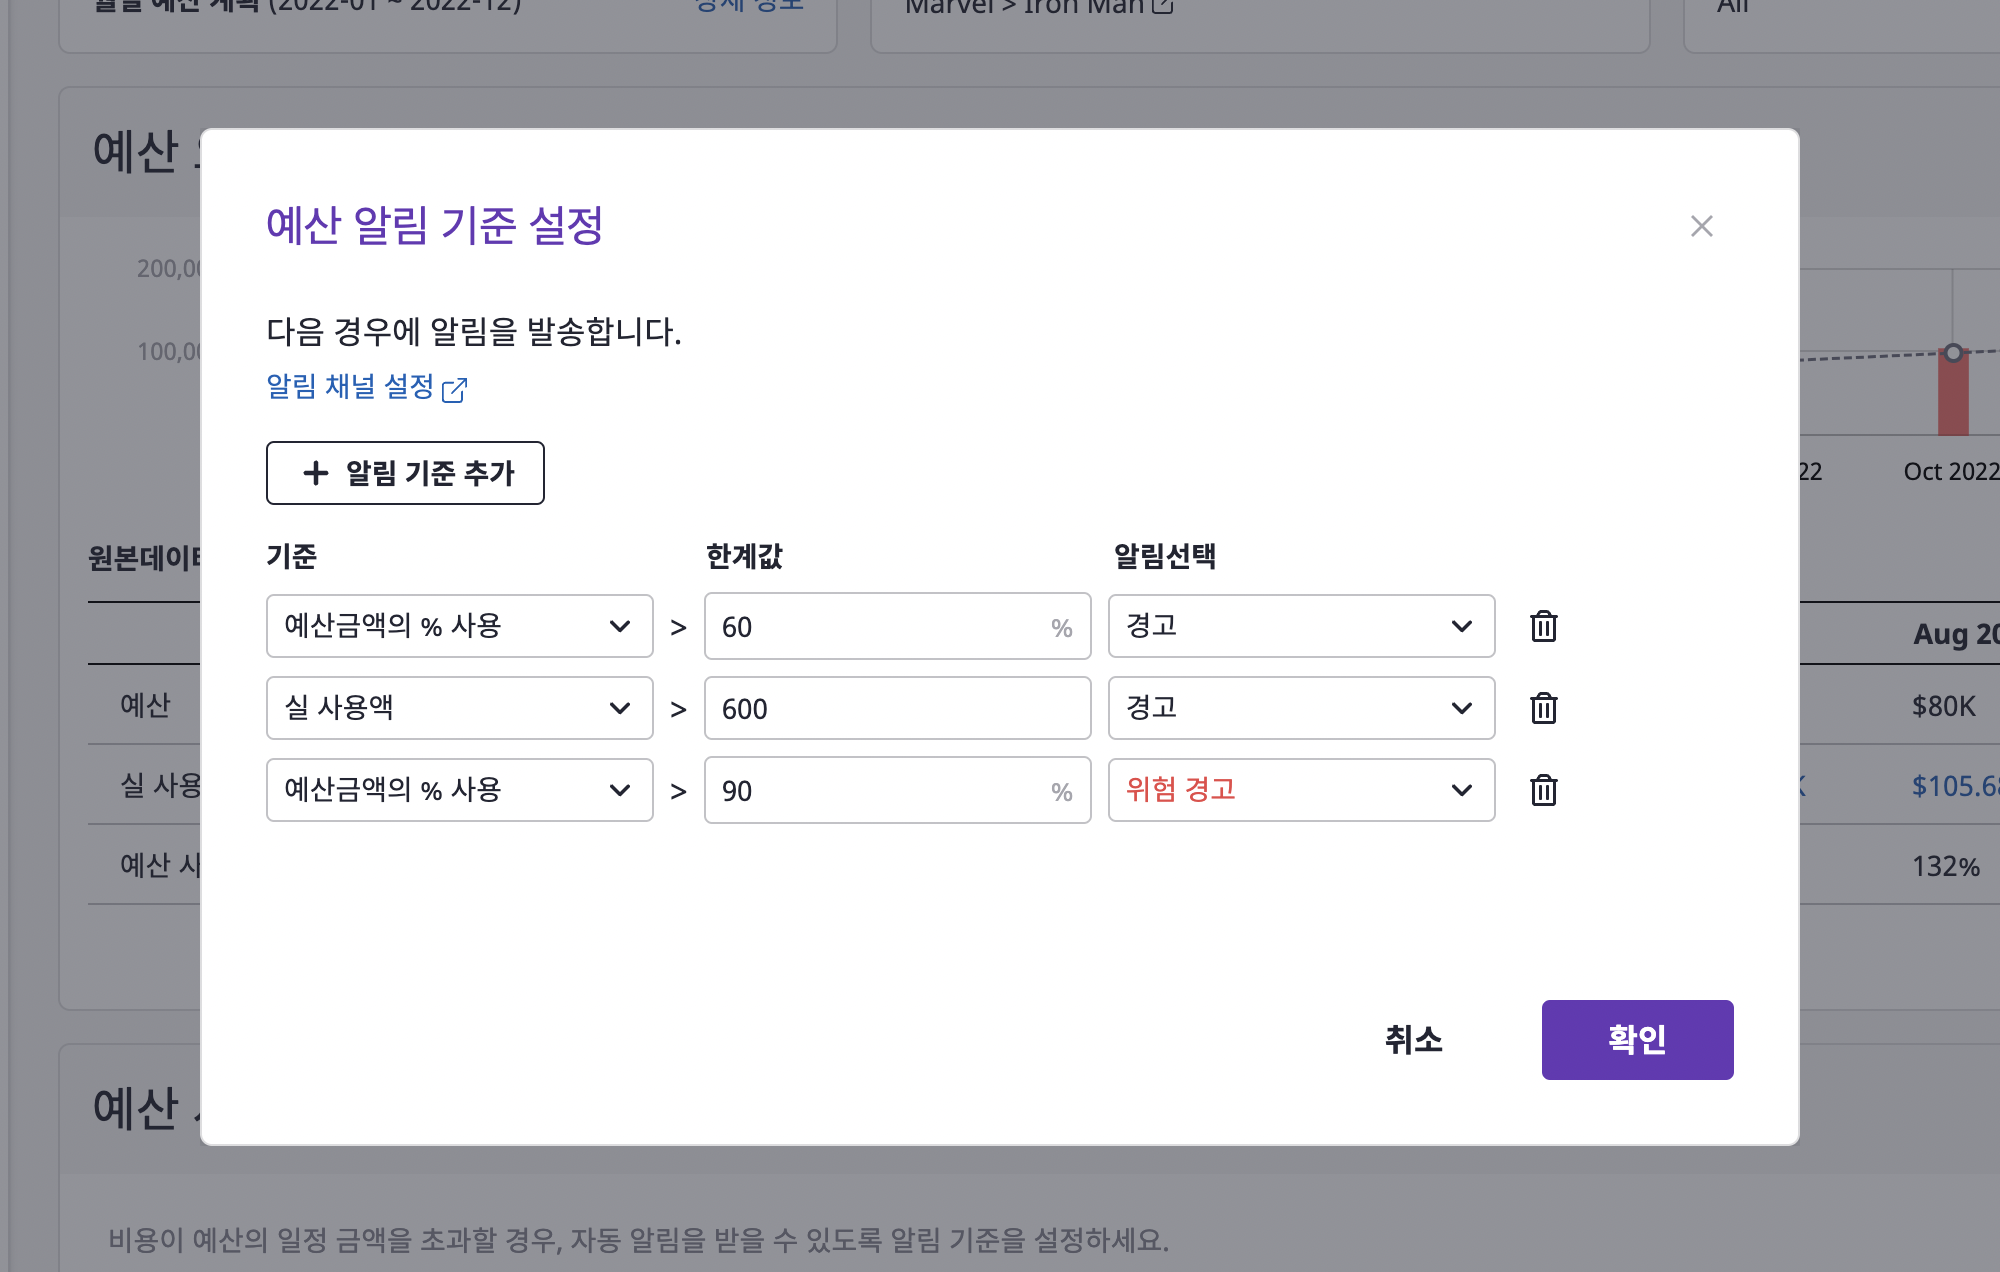 월별 예산 계획 (2022-01 ~ 2022-12)
Marvel > Iron Man
All
예산
예산 알림 기준 설정
다음 경우에 알림을 발송합니다.
알림 채널 설정
+ 알림 기준 추가
기준 한계값 알림선택
예산금액의 % 사용 > 60 % 경고
실 사용액 > 600 경고
예산금액의 % 사용 > 90 % 위험 경고
취소 확인
200,00
100,00
22 Oct 2022
원본데이터
Aug 20
예산 $80K
실 사용 K $105.68
예산 사 132%
예산
비용이 예산의 일정 금액을 초과할 경우, 자동 알림을 받을 수 있도록 알림 기준을 설정하세요.